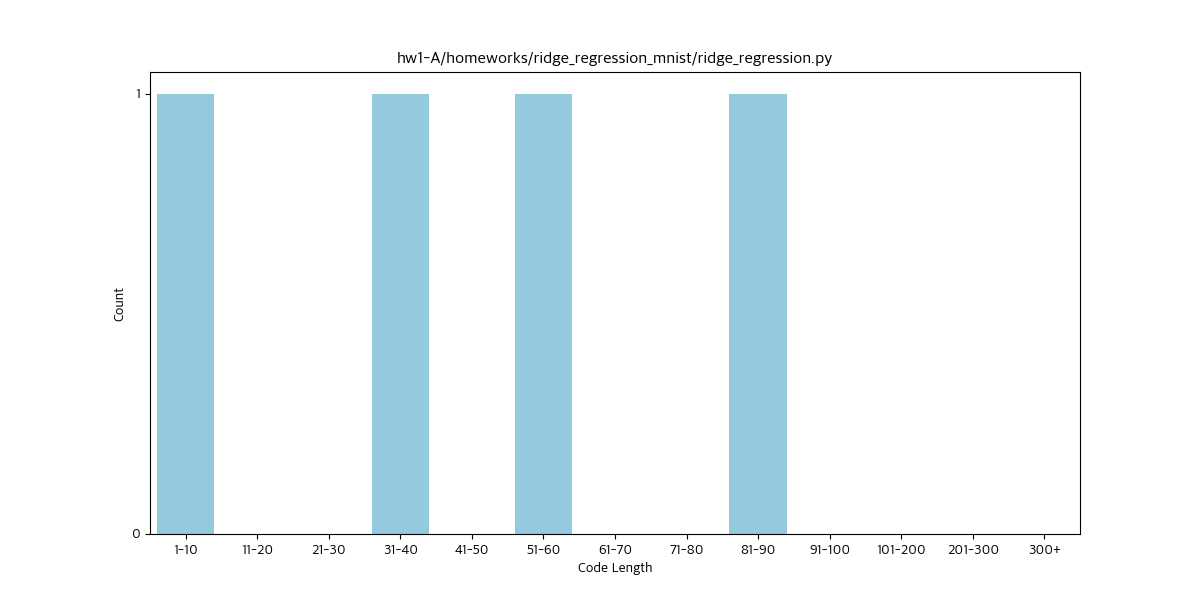 hw1-A/homeworks/ridge_regression_mnist/ridge_regression.py
1
Count
0
1-10 11-20 21-30 31-40 41-50 51-60 61-70 71-80 81-90 91-100 101-200 201-300 300+
Code Length